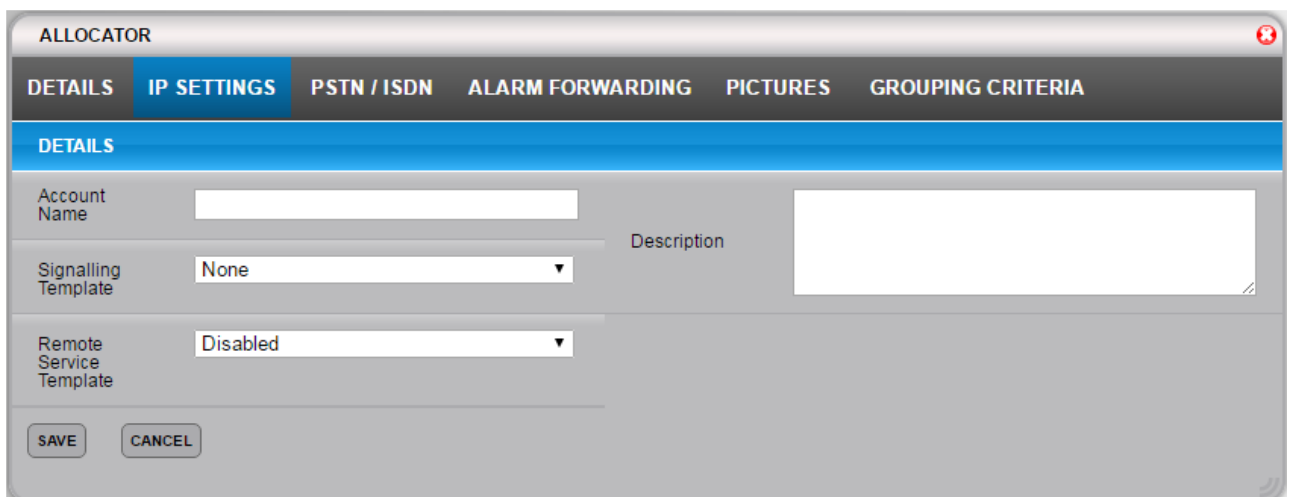 ALLOCATOR
DETAILS IP SETTINGS PSTN / ISDN ALARM FORWARDING PICTURES GROUPING CRITERIA
DETAILS
Account
Name
Description
Signalling
Template
None
Remote
Service
Template
Disabled
SAVE CANCEL